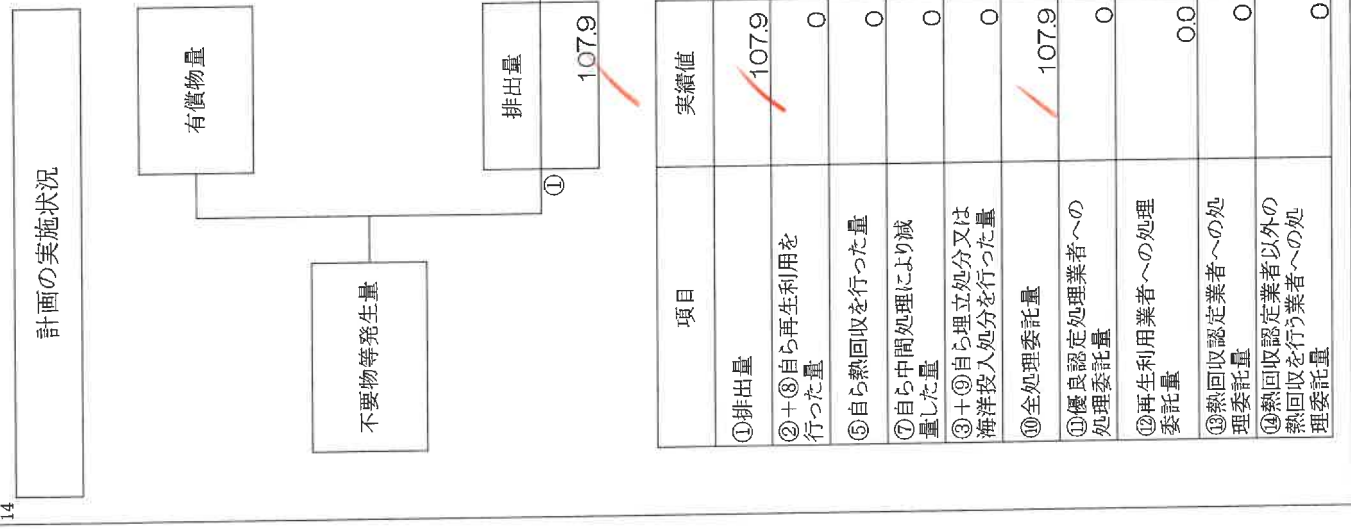 14
計画の実施状況
有償物量
不要物等発生量
排出量
①
107.9
項目
実績値
①排出量
107.9
②+⑧自ら再生利用を
行った量
0
⑤自ら熱回収を行った量
0
⑦自ら中間処理により減
量した量
0
③+⑨自ら埋立処分又は
海洋投入処分を行った量
0
⑩全処理委託量
107.9
⑪優良認定処理業者への
処理委託量
0
⑫再生利用業者への処理
委託量
0.0
⑬熱回収認定業者への処
理委託量
0
⑭熱回収認定業者以外の
熱回収を行う業者への処
理委託量
0